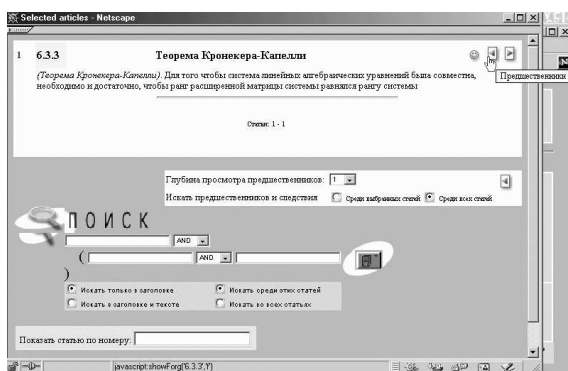 Selected articles - Netscape
1 6.3.3 Теорема Кронекера-Капелли
Предшественники
(Теорема Кронекера-Капелли). Для того чтобы система линейных алгебраических уравнений была совместна,
необходимо и достаточно, чтобы ранг расширенной матрицы системы равнялся рангу системы
Статьи: 1 - 1
Глубина просмотра предшественников: 1
Искать предшественников и следствия Среди выбранных статей Среди всех статей
ПОИСК
AND
( AND
)
Искать только в заголовке Искать среди этих статей
Искать в заголовке и тексте Искать во всех статьях
Показать статью по номеру:
javascript:showForg('6.3.3','1')